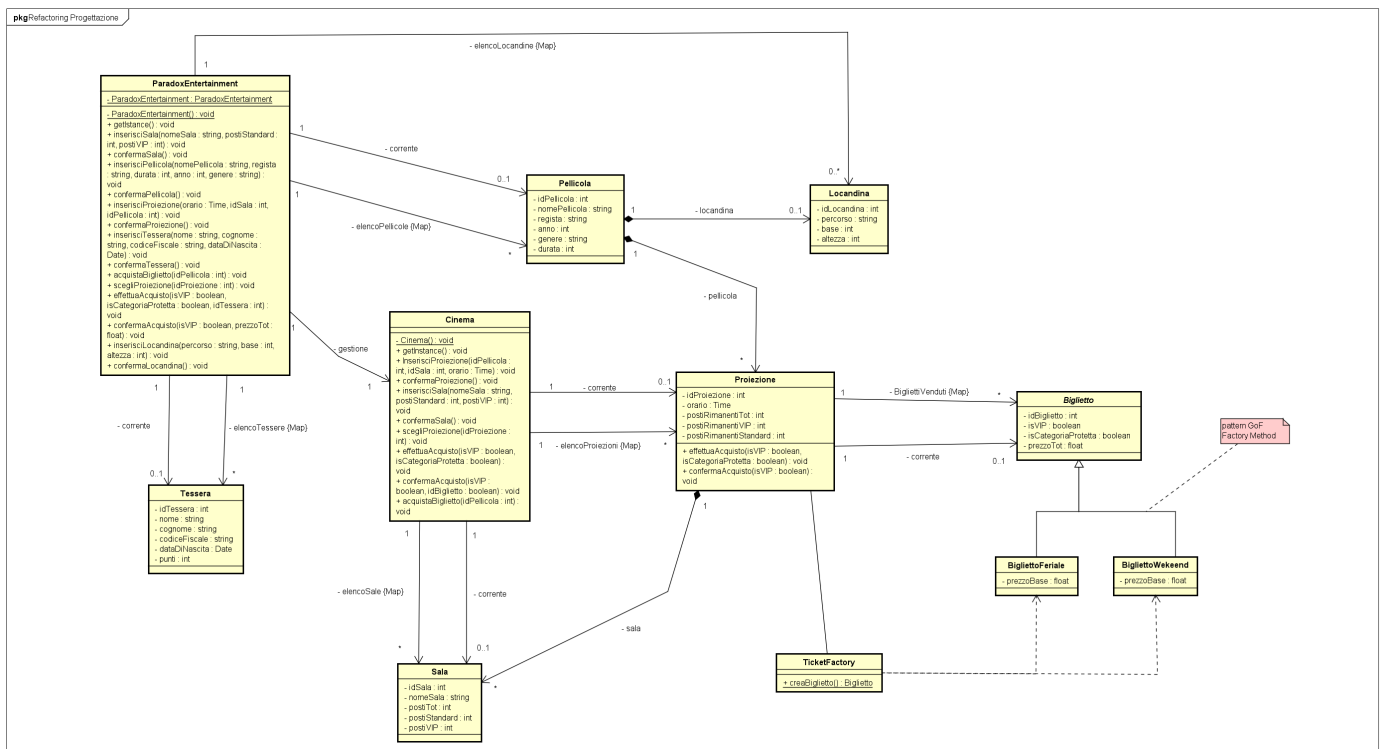 pkg Refactoring Progettazione
- elencoLocandine {Map}
1
0..*
ParadoxEntertainment
- ParadoxEntertainment : ParadoxEntertainment
- ParadoxEntertainment() : void
+ getIstance() : void
+ inserisciSala(nomeSala : string, postiStandard :
int, postiVIP : int) : void
+ confermaSala() : void
+ inserisciPellicola(nomePellicola : string, regista
: string, durata : int, anno : int, genere : string) :
void
+ confermaPellicola() : void
+ inserisciProiezione(orario : Time, idSala : int,
idPellicola : int) : void
+ confermaProiezione() : void
+ inserisciTessera(nome : string, cognome :
string, codiceFiscale : string, dataDiNascita :
Date) : void
+ confermaTessera() : void
+ acquistaBiglietto(idPellicola : int) : void
+ scegliProiezione(idProiezione : int) : void
+ effettuaAcquisto(isVIP : boolean,
isCategoriaProtetta : boolean, idTessera : int) :
void
+ confermaAcquisto(isVIP : boolean, prezzoTot :
float) : void
+ inserisciLocandina(percorso : string, base : int,
altezza : int) : void
+ confermaLocandina() : void
1
- corrente
0..1
1
- elencoPellicole {Map}
*
Pellicola
- idPellicola : int
- nomePellicola : string
- regista : string
- anno : int
- genere : string
- durata : int
1
- locandina
0..1
Locandina
- idLocandina : int
- percorso : string
- base : int
- altezza : int
1
- pellicola
*
1
- gestione
1
Cinema
- Cinema() : void
+ getInstance() : void
+ InserisciProiezione(idPellicola :
int, idSala : int, orario : Time) : void
+ confermaProiezione() : void
+ inserisciSala(nomeSala : string,
postiStandard : int, postiVIP : int) :
void
+ confermaSala() : void
+ scegliProiezione(idProiezione :
int) : void
+ effettuaAcquisto(isVIP : boolean,
isCategoriaProtetta : boolean) :
void
+ confermaAcquisto(isVIP :
boolean, idBiglietto : boolean) : void
+ acquistaBiglietto(idPellicola : int) :
void
1
- corrente
0..1
1
- elencoProiezioni {Map}
*
Proiezione
- idProiezione : int
- orario : Time
- postiRimanentiTot : int
- postiRimanentiVIP : int
- postiRimanentiStandard : int
+ effettuaAcquisto(isVIP : boolean,
isCategoriaProtetta : boolean) : void
+ confermaAcquisto(isVIP : boolean) :
void
1
- BigliettiVenduti {Map}
*
1
- corrente
0..1
Biglietto
- idBiglietto : int
- isVIP : boolean
- isCategoriaProtetta : boolean
- prezzoTot : float
pattern GoF
Factory Method
1
- corrente
0..1
1
- elencoTessere {Map}
*
Tessera
- idTessera : int
- nome : string
- cognome : string
- codiceFiscale : string
- dataDiNascita : Date
- punti : int
1
- elencoSale {Map}
*
1
- corrente
0..1
1
- sala
*
Sala
- idSala : int
- nomeSala : string
- postiTot : int
- postiStandard : int
- postiVIP : int
BigliettoFeriale
- prezzoBase : float
BigliettoWekeend
- prezzoBase : float
TicketFactory
+ creaBiglietto() : Biglietto